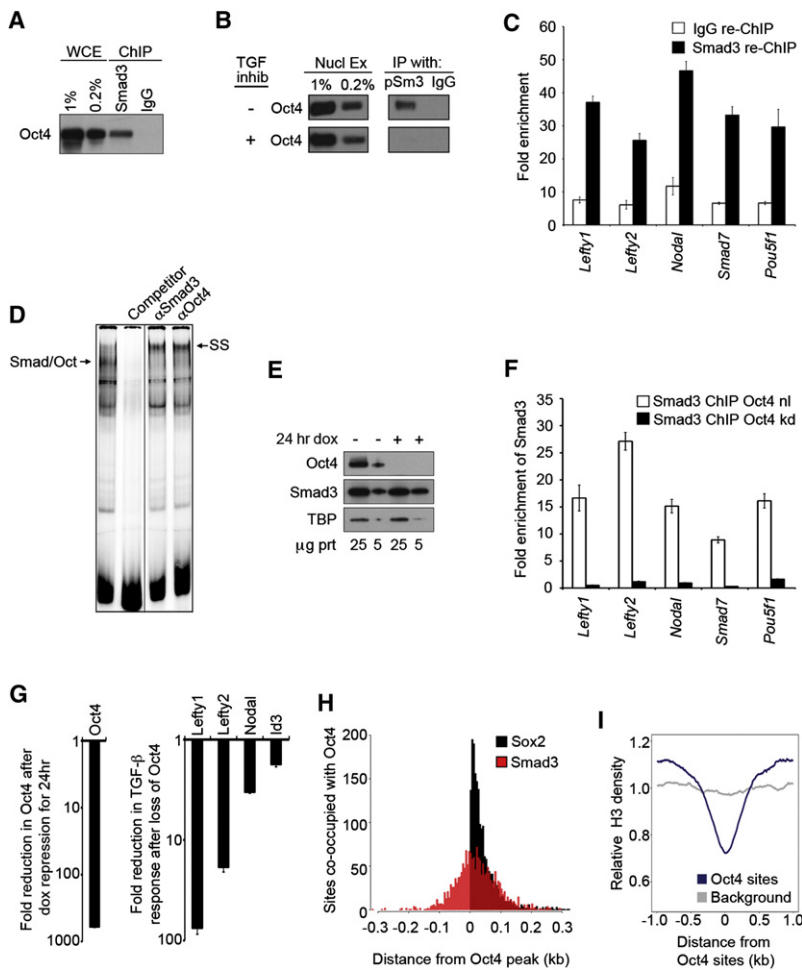 A
WCE ChIP
1% 0.2% Smad3 IgG
Oct4
B
TGF inhib
Nucl Ex IP with:
1% 0.2% pSm3 IgG
- Oct4
+ Oct4
C
IgG re-ChIP
Smad3 re-ChIP
Fold enrichment
60
50
40
30
20
10
0
Lefty1 Lefty2 Nodal Smad7 Pou5f1
D
Competitor αSmad3 αOct4
SS
Smad/Oct
E
24 hr dox - - + +
Oct4
Smad3
TBP
μg prt 25 5 25 5
F
Smad3 ChIP Oct4 nl
Smad3 ChIP Oct4 kd
Fold enrichment of Smad3
30
25
20
15
10
5
0
Lefty1 Lefty2 Nodal Smad7 Pou5f1
G
Oct4
Fold reduction in Oct4 after
dox repression for 24hr
1
10
100
1000
Lefty1 Lefty2 Nodal Id3
Fold reduction in TGF-β
response after loss of Oct4
1
10
100
H
Sox2
Smad3
Sites co-occupied with Oct4
200
150
100
50
0
-0.3 -0.2 -0.1 0 0.1 0.2 0.3
Distance from Oct4 peak (kb)
I
Relative H3 density
1.2
1.0
0.8
0.6
Oct4 sites
Background
-1.0 -0.5 0 0.5 1.0
Distance from
Oct4 sites (kb)